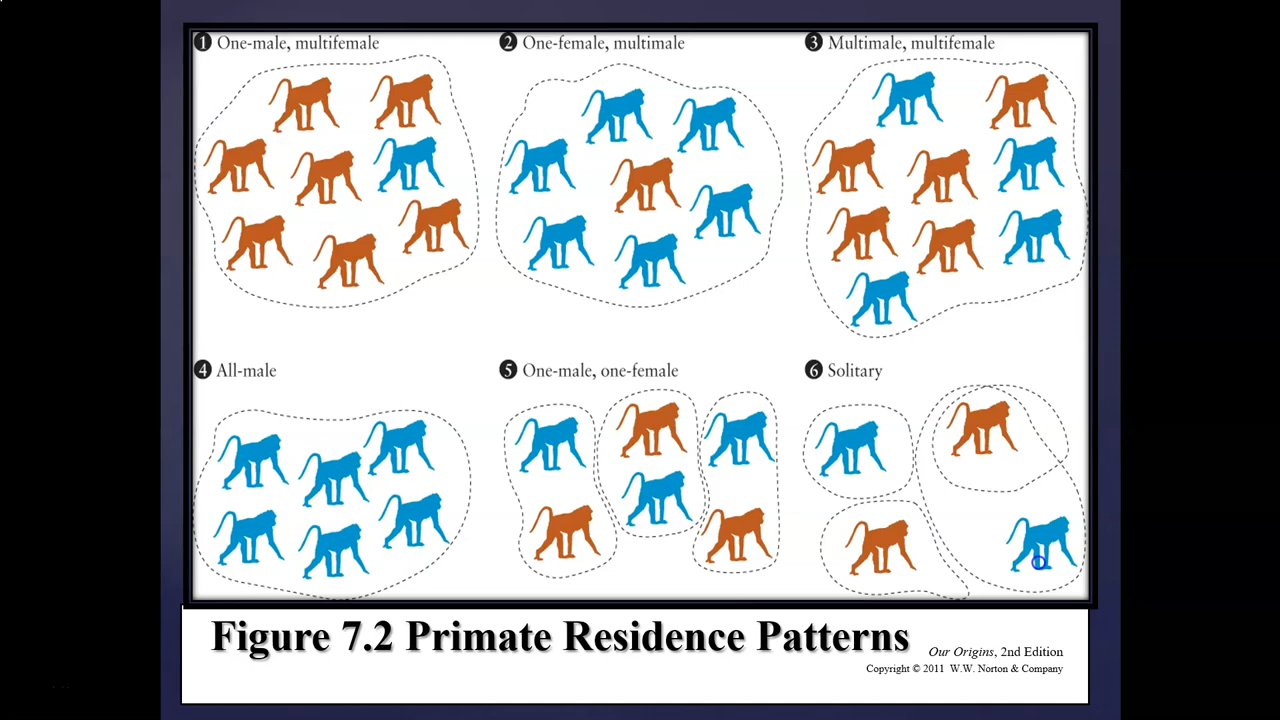 1 One-male, multifemale
2 One-female, multimale
3 Multimale, multifemale
4 All-male
5 One-male, one-female
6 Solitary
Figure 7.2 Primate Residence Patterns
Our Origins, 2nd Edition
Copyright © 2011 W.W. Norton & Company